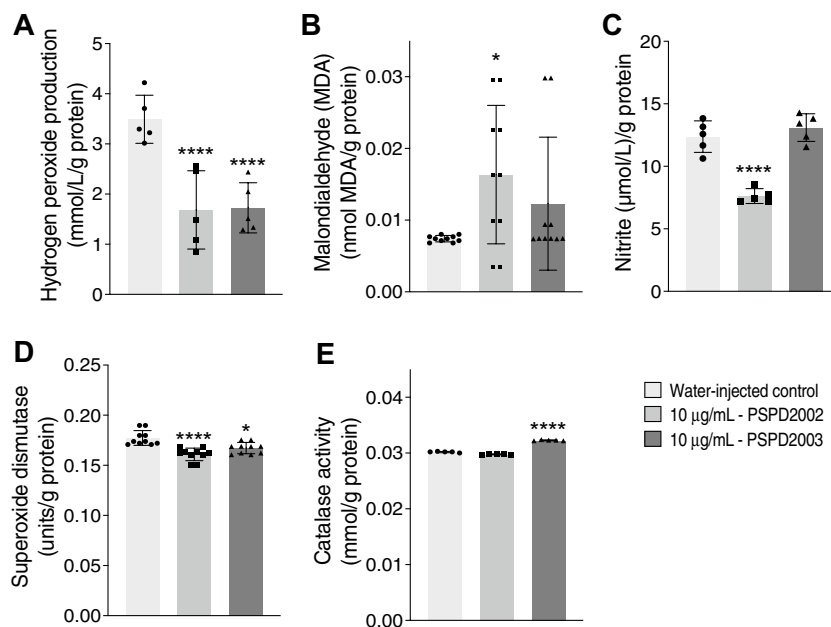 A
Hydrogen peroxide production
(mmol/L/g protein)
5
4
3
2
1
0
****
****
B
Malondialdehyde (MDA)
(nmol MDA/g protein)
0.03
0.02
0.01
0.00
*
C
Nitrite (µmol/L)/g protein
20
15
10
5
0
****
D
Superoxide dismutase
(units/g protein)
0.25
0.20
0.15
0.10
0.05
0.00
****
*
E
Catalase activity
(mmol/g protein)
0.04
0.03
0.02
0.01
0.00
****
Water-injected control
10 µg/mL - PSPD2002
10 µg/mL - PSPD2003